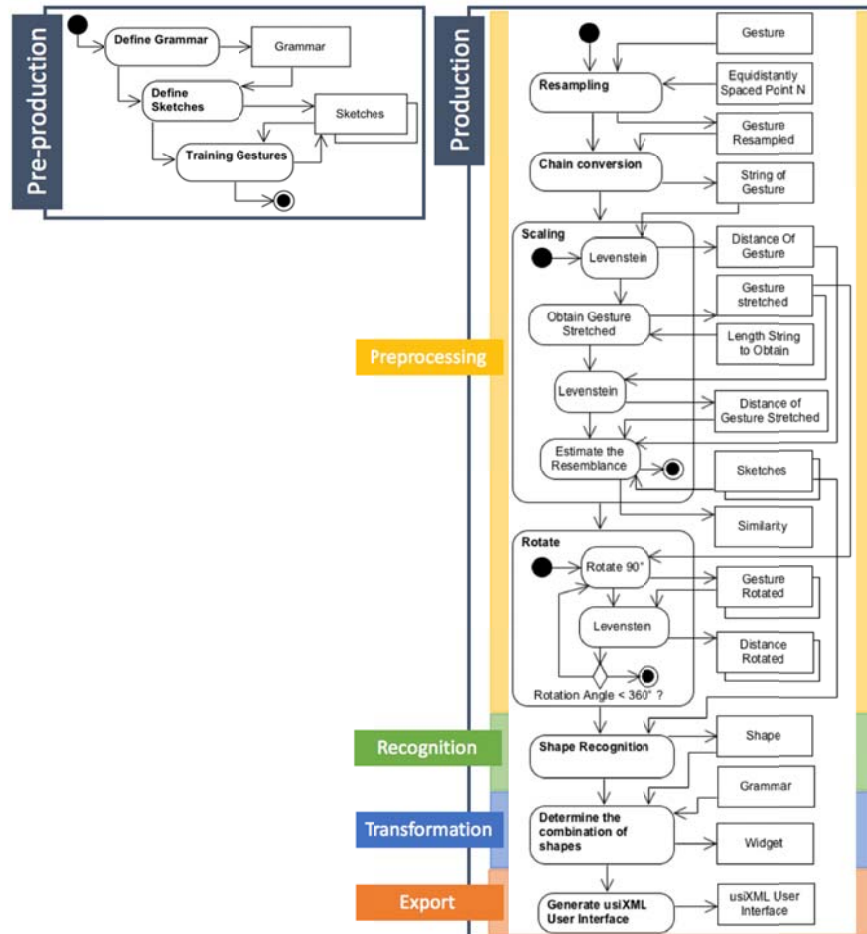 Pre-production
Define Grammar
Grammar
Define
Sketches
Sketches
Training Gestures
Production
Gesture
Resampling
Equidistantly
Spaced Point N
Gesture
Resampled
Chain conversion
String of
Gesture
Scaling
Levenstein
Distance Of
Gesture
Gesture
stretched
Obtain Gesture
Stretched
Length String
to Obtain
Preprocessing
Levenstein
Distance of
Gesture Stretched
Estimate the
Resemblance
Sketches
Similarity
Rotate
Rotate 90°
Gesture
Rotated
Levensten
Distance
Rotated
Rotation Angle < 360° ?
Recognition
Shape Recognition
Shape
Grammar
Transformation
Determine the
combination of
shapes
Widget
Export
Generate usiXML
User Interface
usiXML User
Interface